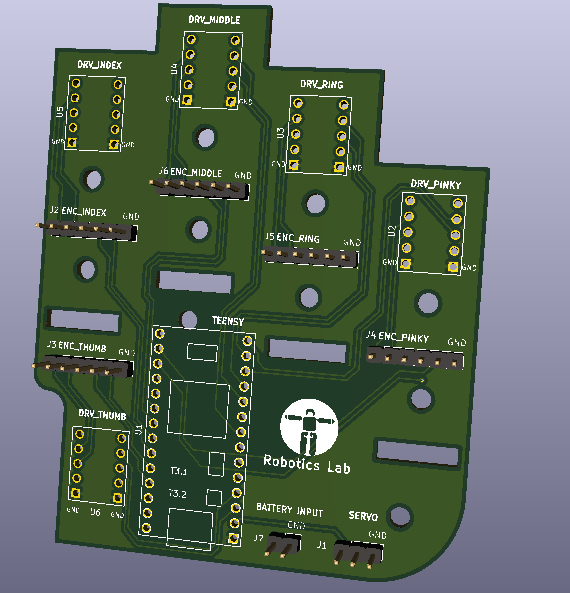 DRV_MIDDLE
U4
GND GND
DRV_INDEX
U5
GND GND
DRV_RING
U3
GND GND
J6 ENC_MIDDLE GND
DRV_PINKY
U2
GND GND
J2 ENC_INDEX GND
J5 ENC_RING GND
TEENSY
J4 ENC_PINKY GND
J3 ENC_THUMB GND
DRV_THUMB
U6
GND GND
T3.1
T3.2
Robotics Lab
BATTERY INPUT
GND
J7
SERVO
GND
J1